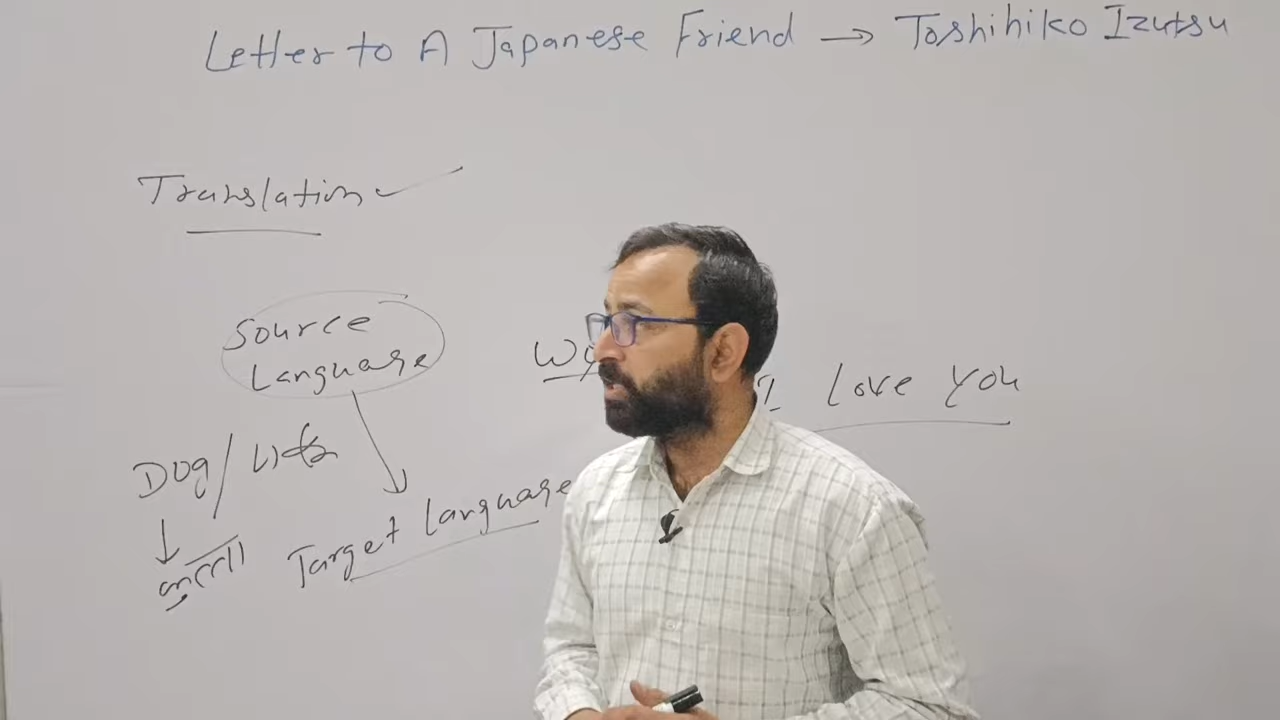 Letter to A Japanese Friend → Toshihiko Izutsu
Translation
Source
Language
I Love You
Dog/
Target Language